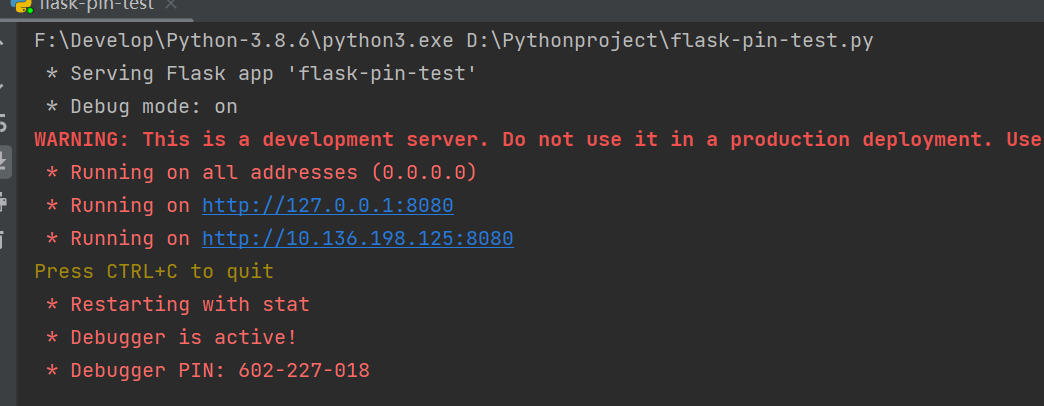 flask-pin-test
F:\Develop\Python-3.8.6\python3.exe D:\Pythonproject\flask-pin-test.py
* Serving Flask app 'flask-pin-test'
* Debug mode: on
WARNING: This is a development server. Do not use it in a production deployment. Use
* Running on all addresses (0.0.0.0)
* Running on http://127.0.0.1:8080
* Running on http://10.136.198.125:8080
Press CTRL+C to quit
* Restarting with stat
* Debugger is active!
* Debugger PIN: 602-227-018